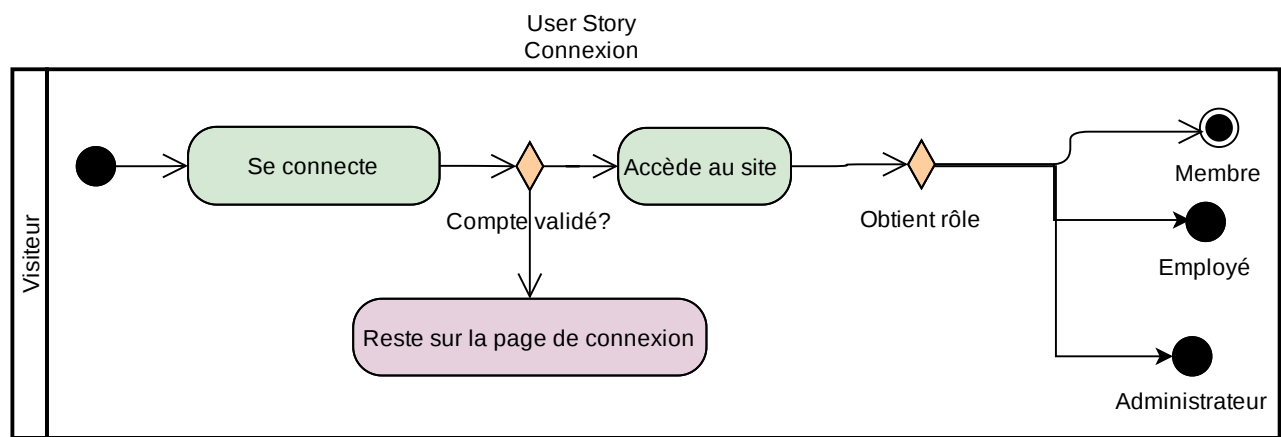 User Story
Connexion
Visiteur
Se connecte
Compte validé?
Accède au site
Obtient rôle
Membre
Employé
Administrateur
Reste sur la page de connexion